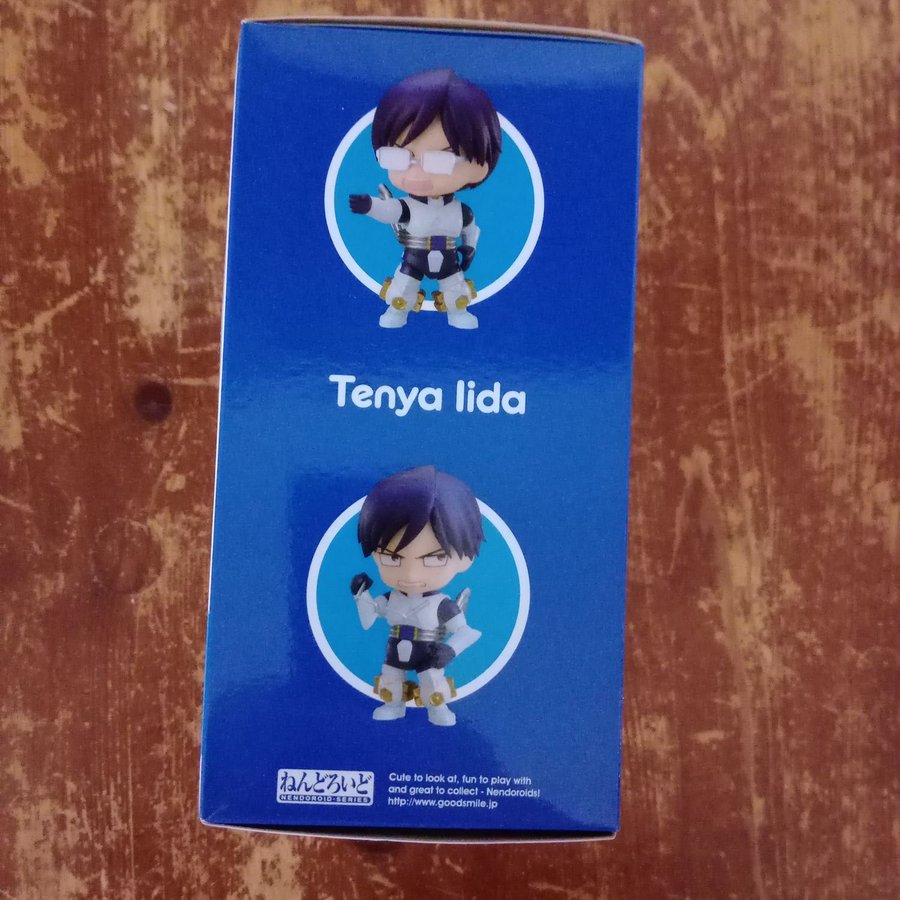 Tenya Iida
ねんどろいど
NENDOROID·SERIES
Cute to look at, fun to play with
and great to collect - Nendoroids!
http://www.goodsmile.jp